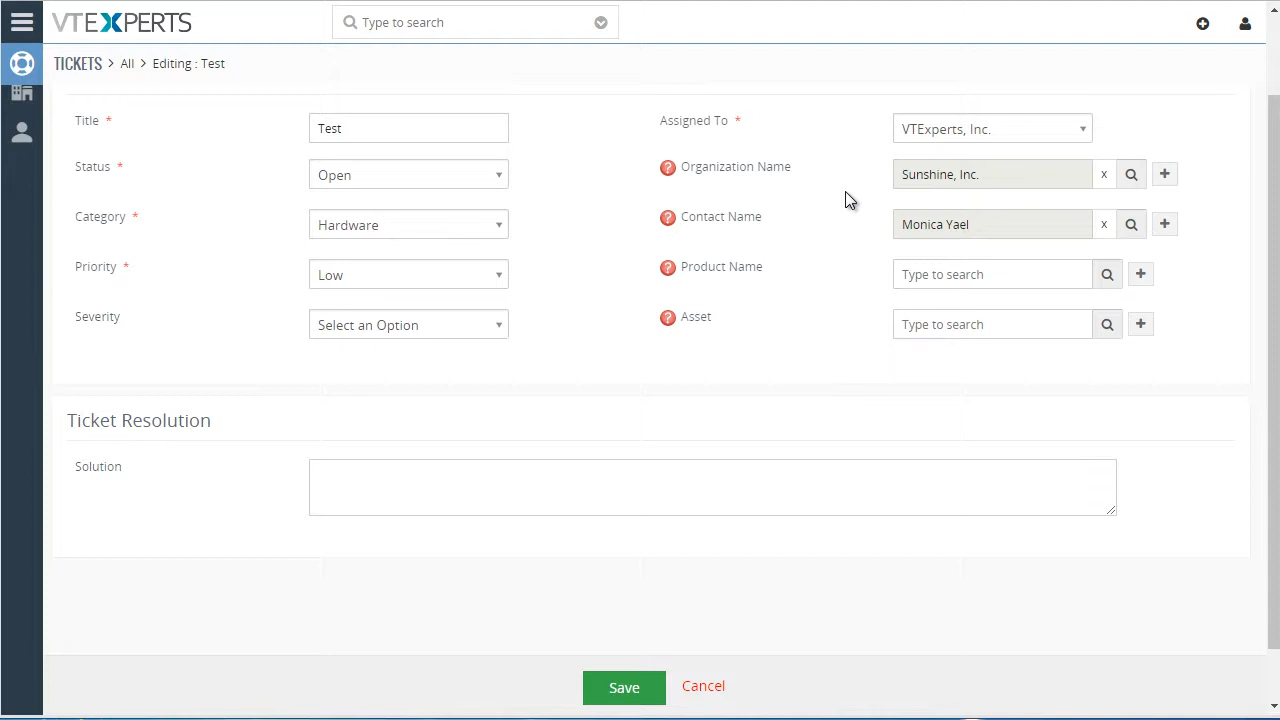 VTEXPERTS
Type to search
TICKETS > All > Editing : Test
Title *
Test
Assigned To *
VTExperts, Inc.
Status *
Open
? Organization Name
Sunshine, Inc.
x
Category *
Hardware
? Contact Name
Monica Yael
x
Priority *
Low
? Product Name
Type to search
Severity
Select an Option
? Asset
Type to search
Ticket Resolution
Solution
Save
Cancel